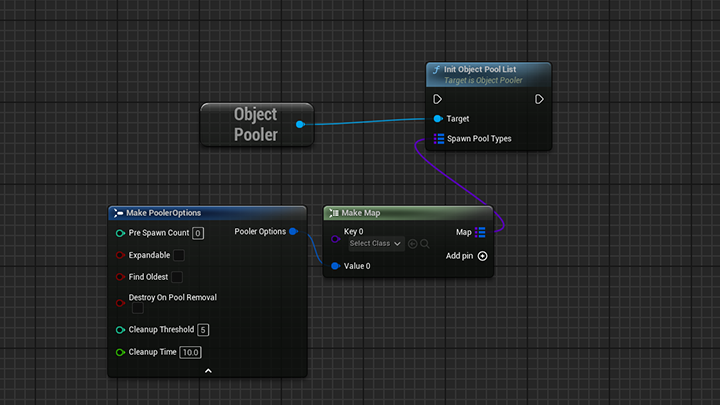 Object
Pooler
f Init Object Pool List
Target is Object Pooler
Target
Spawn Pool Types
Make PoolerOptions
Pre Spawn Count 0
Pooler Options
Expandable
Find Oldest
Destroy On Pool Removal
Cleanup Threshold 5
Cleanup Time 10.0
Make Map
Key 0
Map
Select Class
Add pin
Value 0